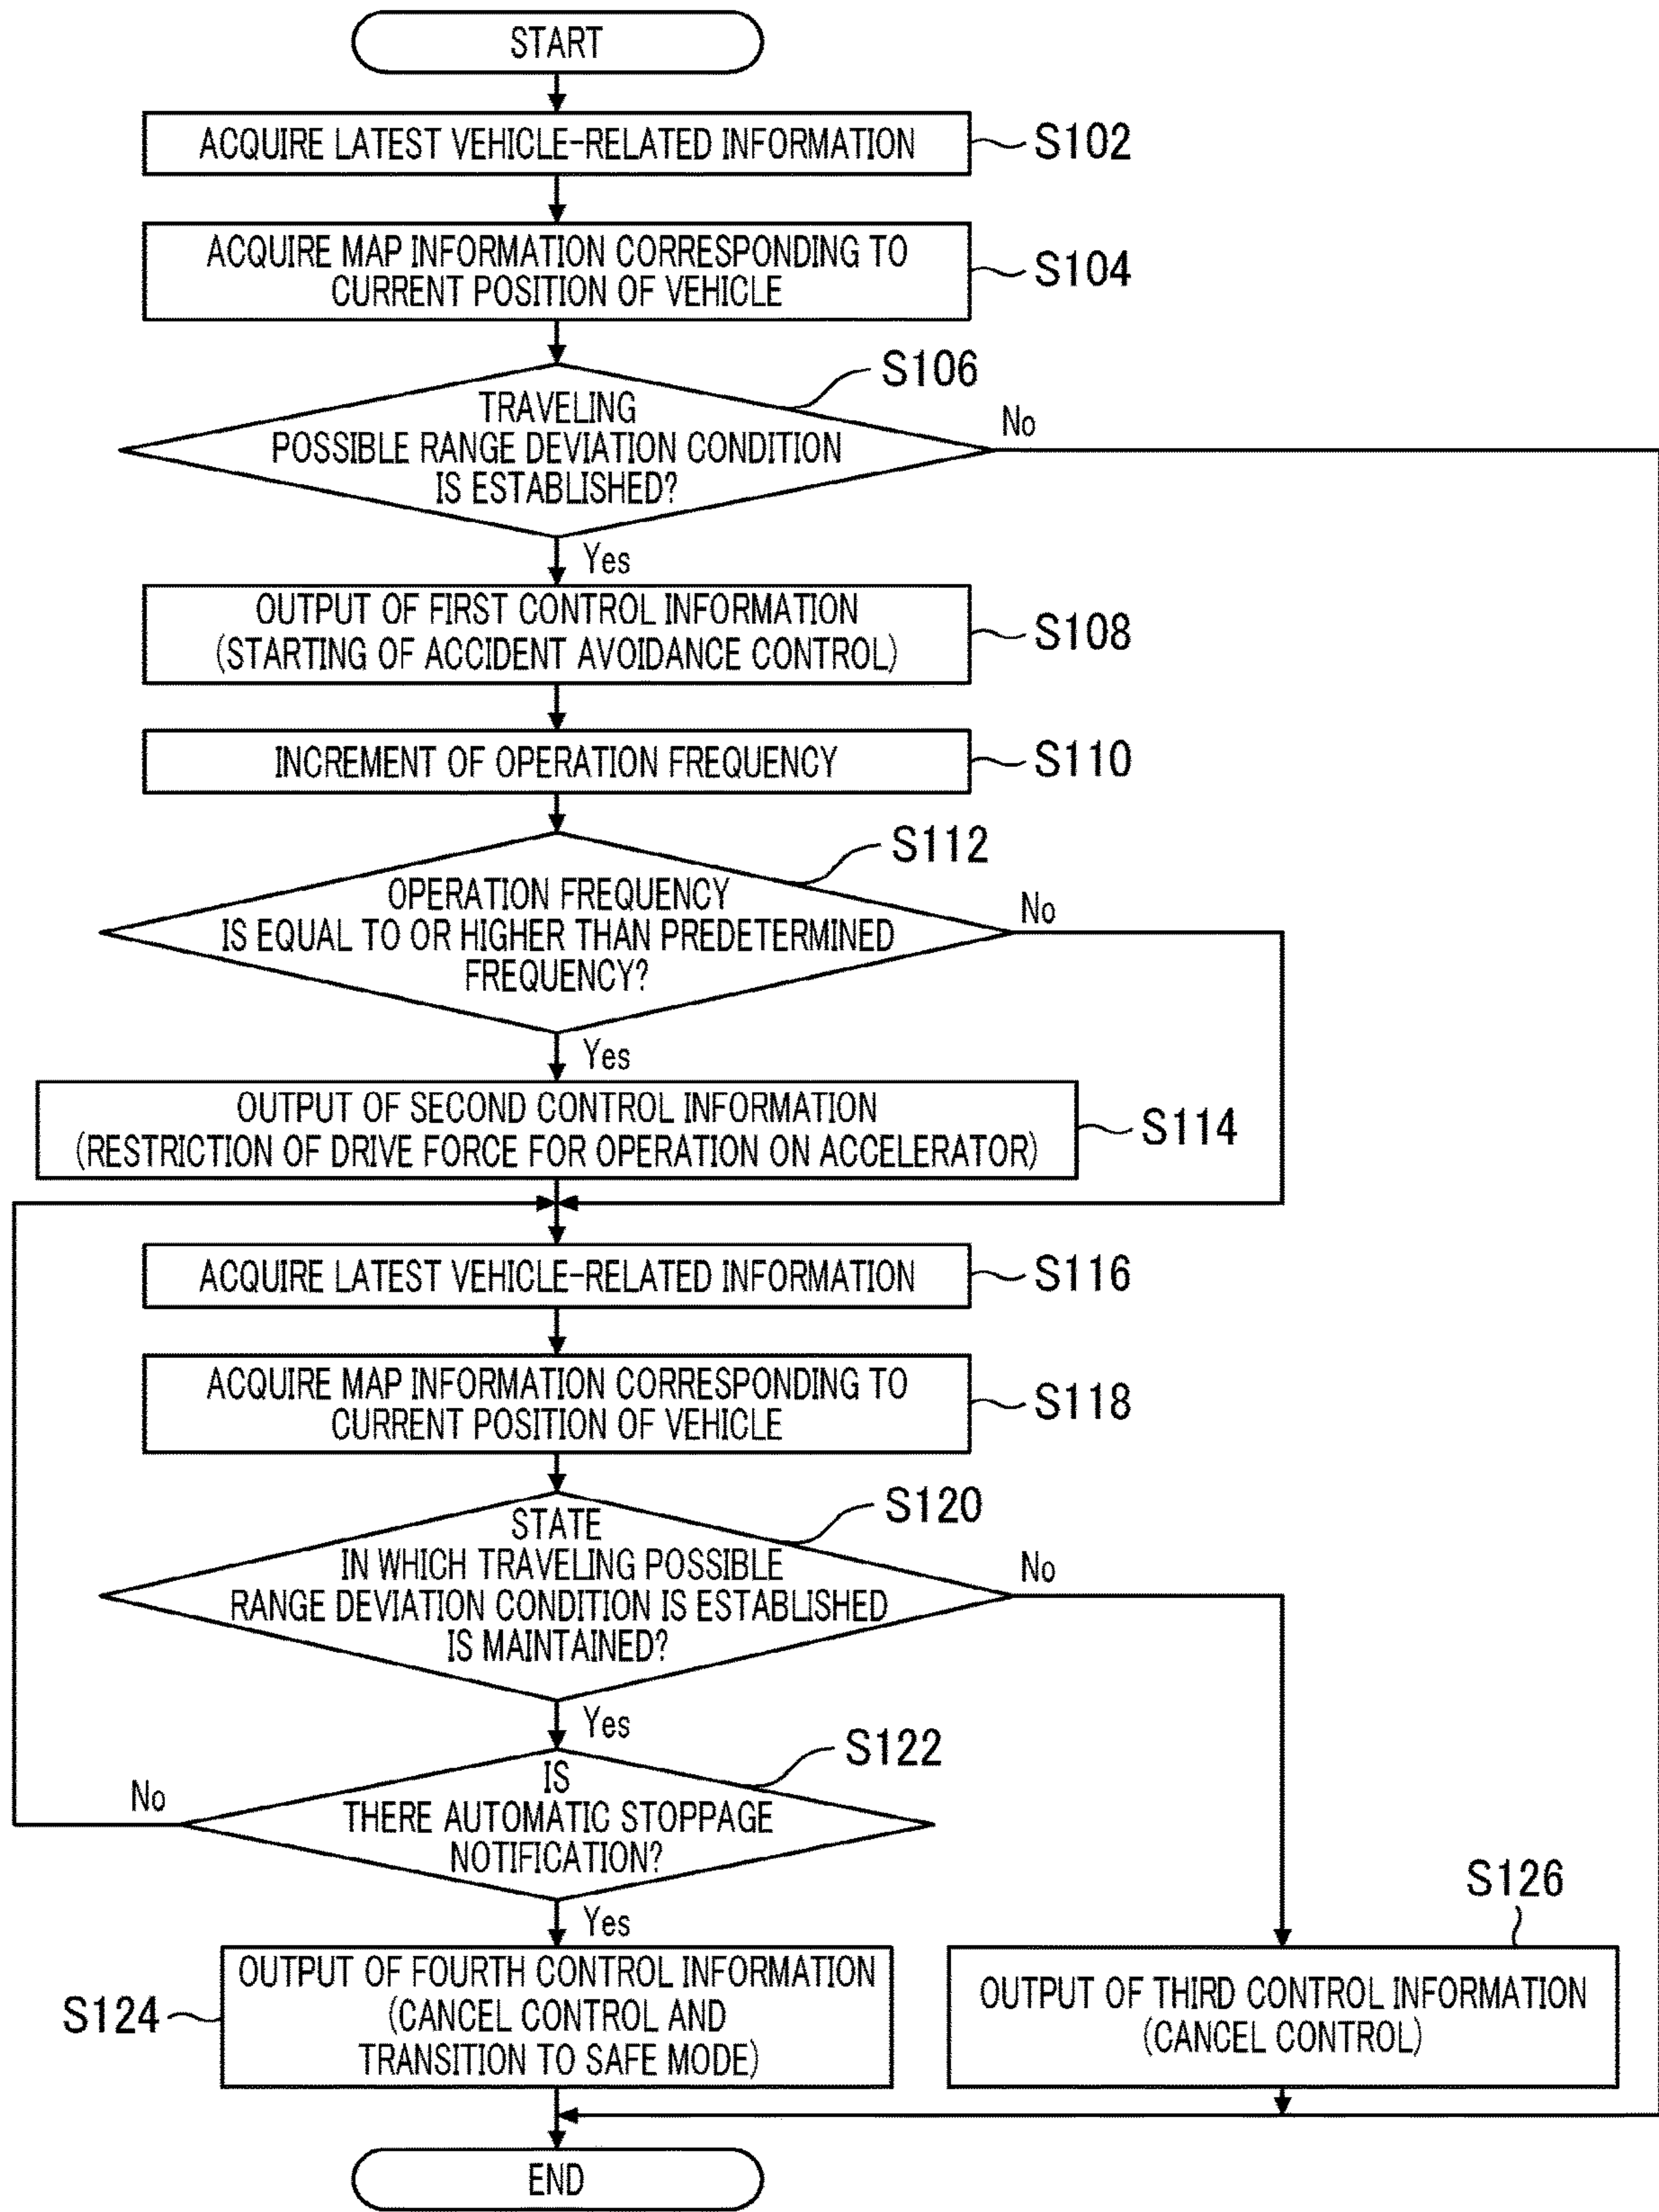 START
ACQUIRE LATEST VEHICLE-RELATED INFORMATION
S102
ACQUIRE MAP INFORMATION CORRESPONDING TO
CURRENT POSITION OF VEHICLE
S104
S106
TRAVELING
POSSIBLE RANGE DEVIATION CONDITION
IS ESTABLISHED?
No
Yes
OUTPUT OF FIRST CONTROL INFORMATION
(STARTING OF ACCIDENT AVOIDANCE CONTROL)
S108
INCREMENT OF OPERATION FREQUENCY
S110
S112
OPERATION FREQUENCY
IS EQUAL TO OR HIGHER THAN PREDETERMINED
FREQUENCY?
No
Yes
OUTPUT OF SECOND CONTROL INFORMATION
(RESTRICTION OF DRIVE FORCE FOR OPERATION ON ACCELERATOR)
S114
ACQUIRE LATEST VEHICLE-RELATED INFORMATION
S116
ACQUIRE MAP INFORMATION CORRESPONDING TO
CURRENT POSITION OF VEHICLE
S118
S120
STATE
IN WHICH TRAVELING POSSIBLE
RANGE DEVIATION CONDITION IS ESTABLISHED
IS MAINTAINED?
No
Yes
S122
IS
THERE AUTOMATIC STOPPAGE
NOTIFICATION?
No
Yes
OUTPUT OF FOURTH CONTROL INFORMATION
(CANCEL CONTROL AND
TRANSITION TO SAFE MODE)
S124
S126
OUTPUT OF THIRD CONTROL INFORMATION
(CANCEL CONTROL)
END